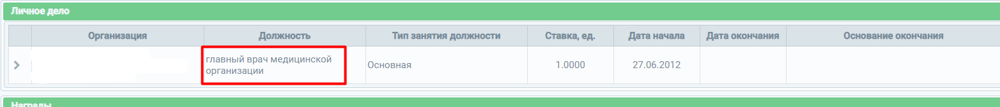 Личное дело
Организация Должность Тип занятия должности Ставка, ед. Дата начала Дата окончания Основание окончания
главный врач медицинской
организации
Основная 1.0000 27.06.2012
Награды